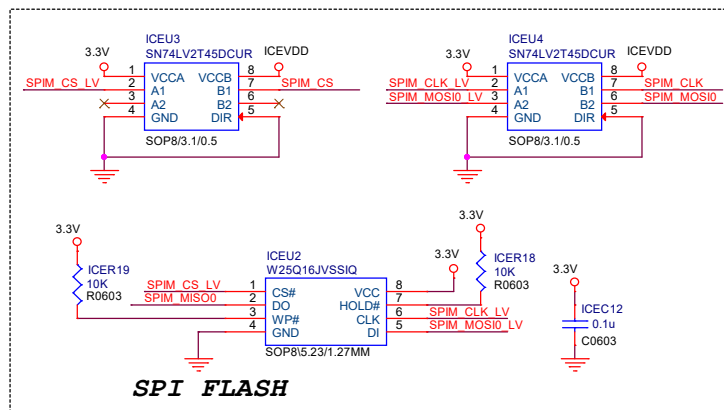 ICEU3
SN74LV2T45DCUR
3.3V
ICEVDD
SPIM_CS_LV
SPIM_CS
1 VCCA VCCB 8
2 A1 B1 7
3 A2 B2 6
4 GND DIR 5
SOP8/3.1/0.5
ICEU4
SN74LV2T45DCUR
3.3V
ICEVDD
SPIM_CLK_LV
SPIM_CLK
SPIM_MOSI0_LV
SPIM_MOSI0
1 VCCA VCCB 8
2 A1 B1 7
3 A2 B2 6
4 GND DIR 5
SOP8/3.1/0.5
3.3V
ICER19
10K
R0603
ICEU2
W25Q16JVSSIQ
SPIM_CS_LV
SPIM_MISO0
1 CS# VCC 8
2 DO HOLD# 7
3 WP# CLK 6
4 GND DI 5
SPIM_CLK_LV
SPIM_MOSI0_LV
SOP8\5.23/1.27MM
3.3V
3.3V
ICER18
10K
R0603
3.3V
ICEC12
0.1u
C0603
SPI FLASH